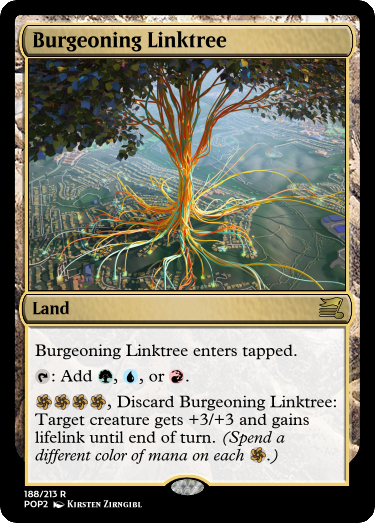 Burgeoning Linktree
Land
Burgeoning Linktree enters tapped.
: Add , , or .
, Discard Burgeoning Linktree:
Target creature gets +3/+3 and gains
lifelink until end of turn. (Spend a
different color of mana on each .)
188/213 R
POP2 Kirsten Zirngibl